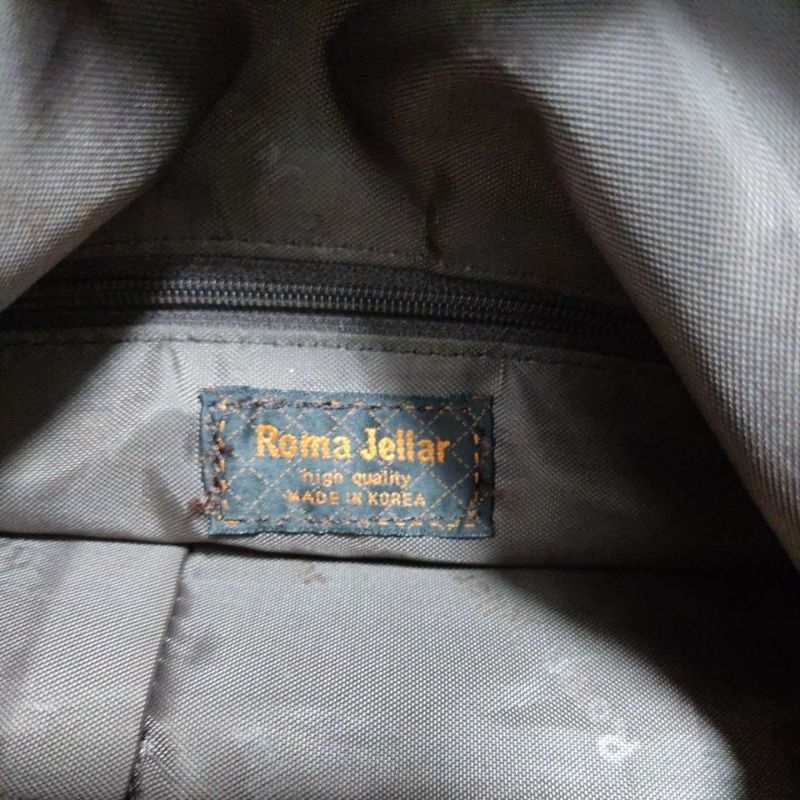 Roma Jellar
high quality
MADE IN KOREA